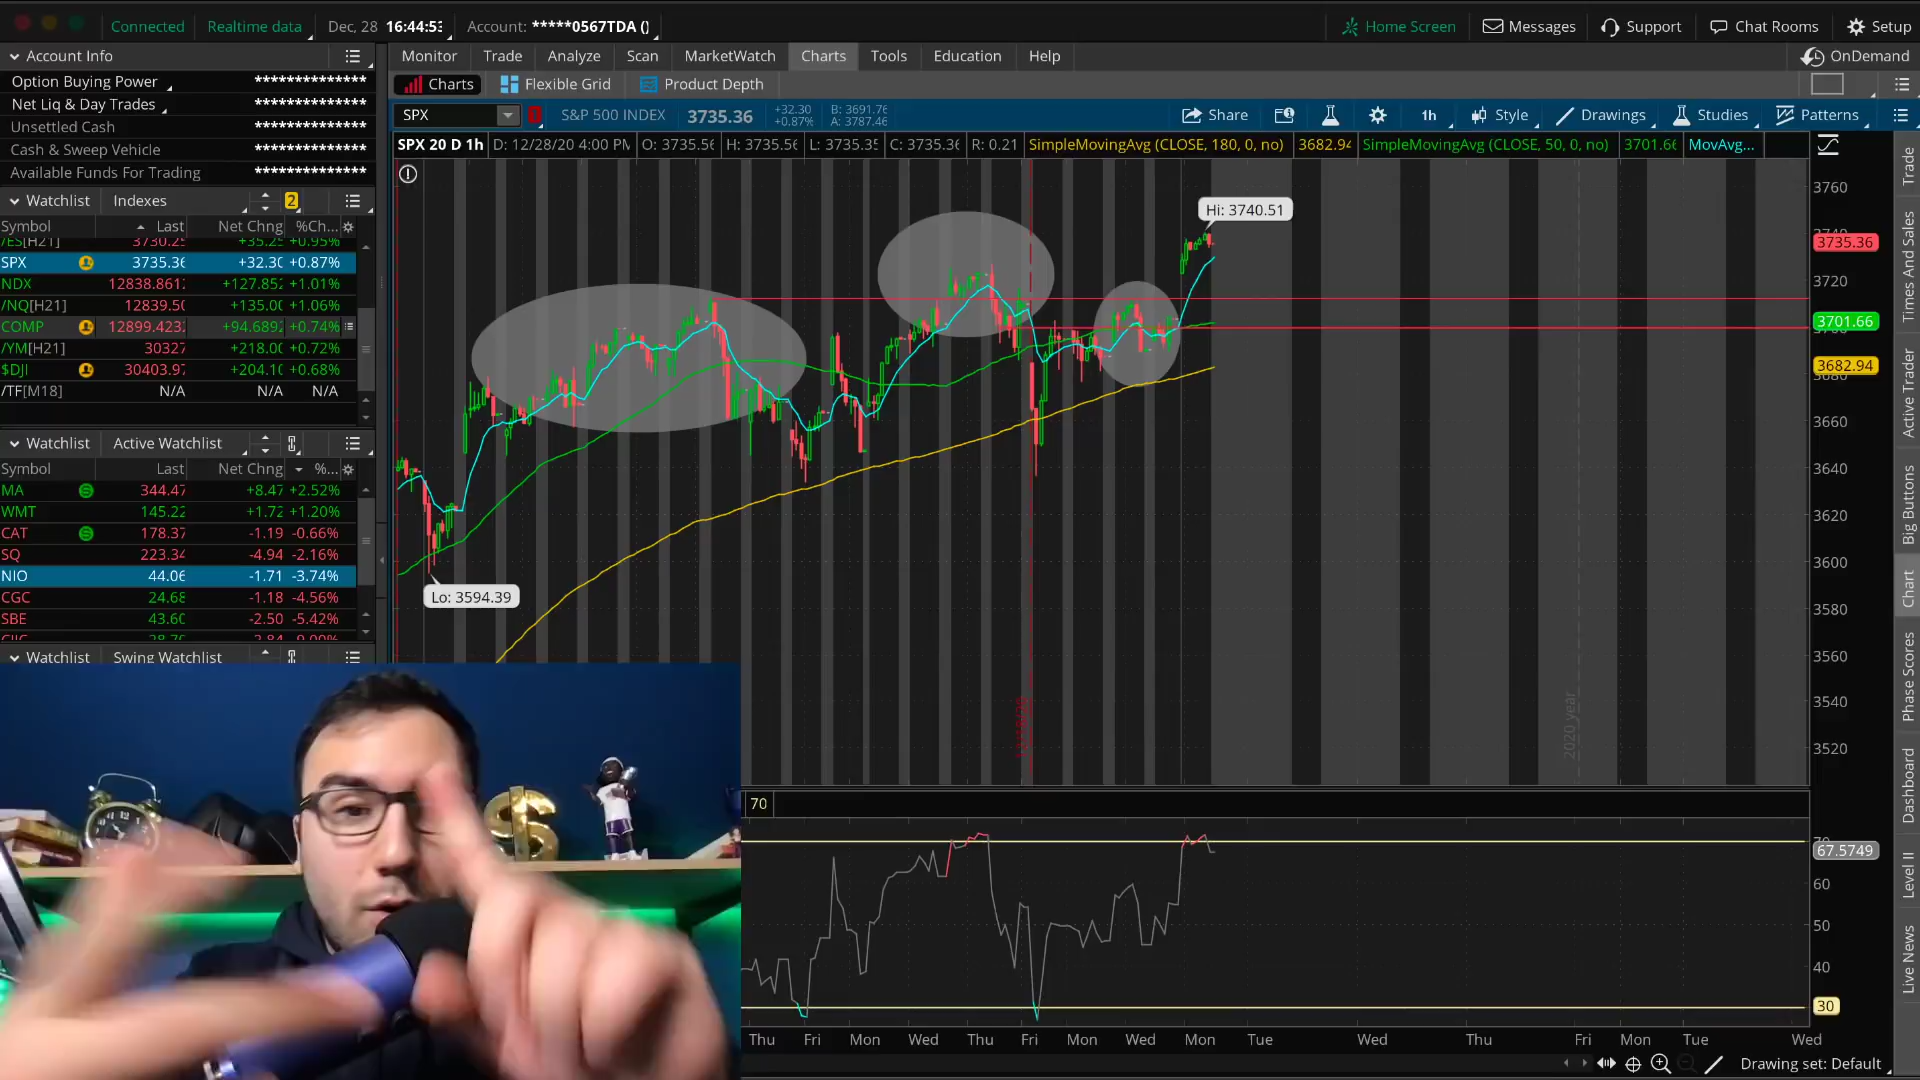 Connected Realtime data Dec, 28 16:44:53 Account: *****0567TDA () Home Screen Messages Support Chat Rooms Setup
Account Info
Option Buying Power **************
Net Liq & Day Trades **************
Unsettled Cash **************
Cash & Sweep Vehicle **************
Available Funds For Trading **************
Monitor Trade Analyze Scan MarketWatch Charts Tools Education Help OnDemand
Charts Flexible Grid Product Depth
SPX S&P 500 INDEX 3735.36 +32.30 +0.87% B: 3691.76 A: 3787.46 Share 1h Style Drawings Studies Patterns
SPX 20 D 1h D: 12/28/20 4:00 PM O: 3735.56 H: 3735.56 L: 3735.35 C: 3735.36 R: 0.21 SimpleMovingAvg (CLOSE, 180, 0, no) 3682.94 SimpleMovingAvg (CLOSE, 50, 0, no) 3701.66 MovAvg...
Watchlist Indexes 2
Symbol Last Net Chng %Ch...
/ES[H21] 3730.25 +35.25 +0.95%
SPX 3735.36 +32.30 +0.87%
NDX 12838.861 +127.852 +1.01%
/NQ[H21] 12839.50 +135.00 +1.06%
COMP 12899.423 +94.689 +0.74%
/YM[H21] 30327 +218.00 +0.72%
$DJI 30403.97 +204.10 +0.68%
/TF[M18] N/A N/A N/A
Watchlist Active Watchlist
Symbol Last Net Chng %...
MA 344.47 +8.47 +2.52%
WMT 145.22 +1.72 +1.20%
CAT 178.37 -1.19 -0.66%
SQ 223.34 -4.94 -2.16%
NIO 44.06 -1.71 -3.74%
CGC 24.68 -1.18 -4.56%
SBE 43.60 -2.50 -5.42%
Watchlist Swing Watchlist
Hi: 3740.51
Lo: 3594.39
3760
3735.36
3720
3701.66
3682.94
3660
3640
3620
3600
3580
3560
3540
3520
2020 year
70
67.5749
60
50
40
30
Thu Fri Mon Wed Thu Fri Mon Wed Mon Tue Wed Thu Fri Mon Tue Wed
Drawing set: Default
Trade
Times And Sales
Active Trader
Big Buttons
Chart
Phase Scores
Dashboard
Level II
Live News